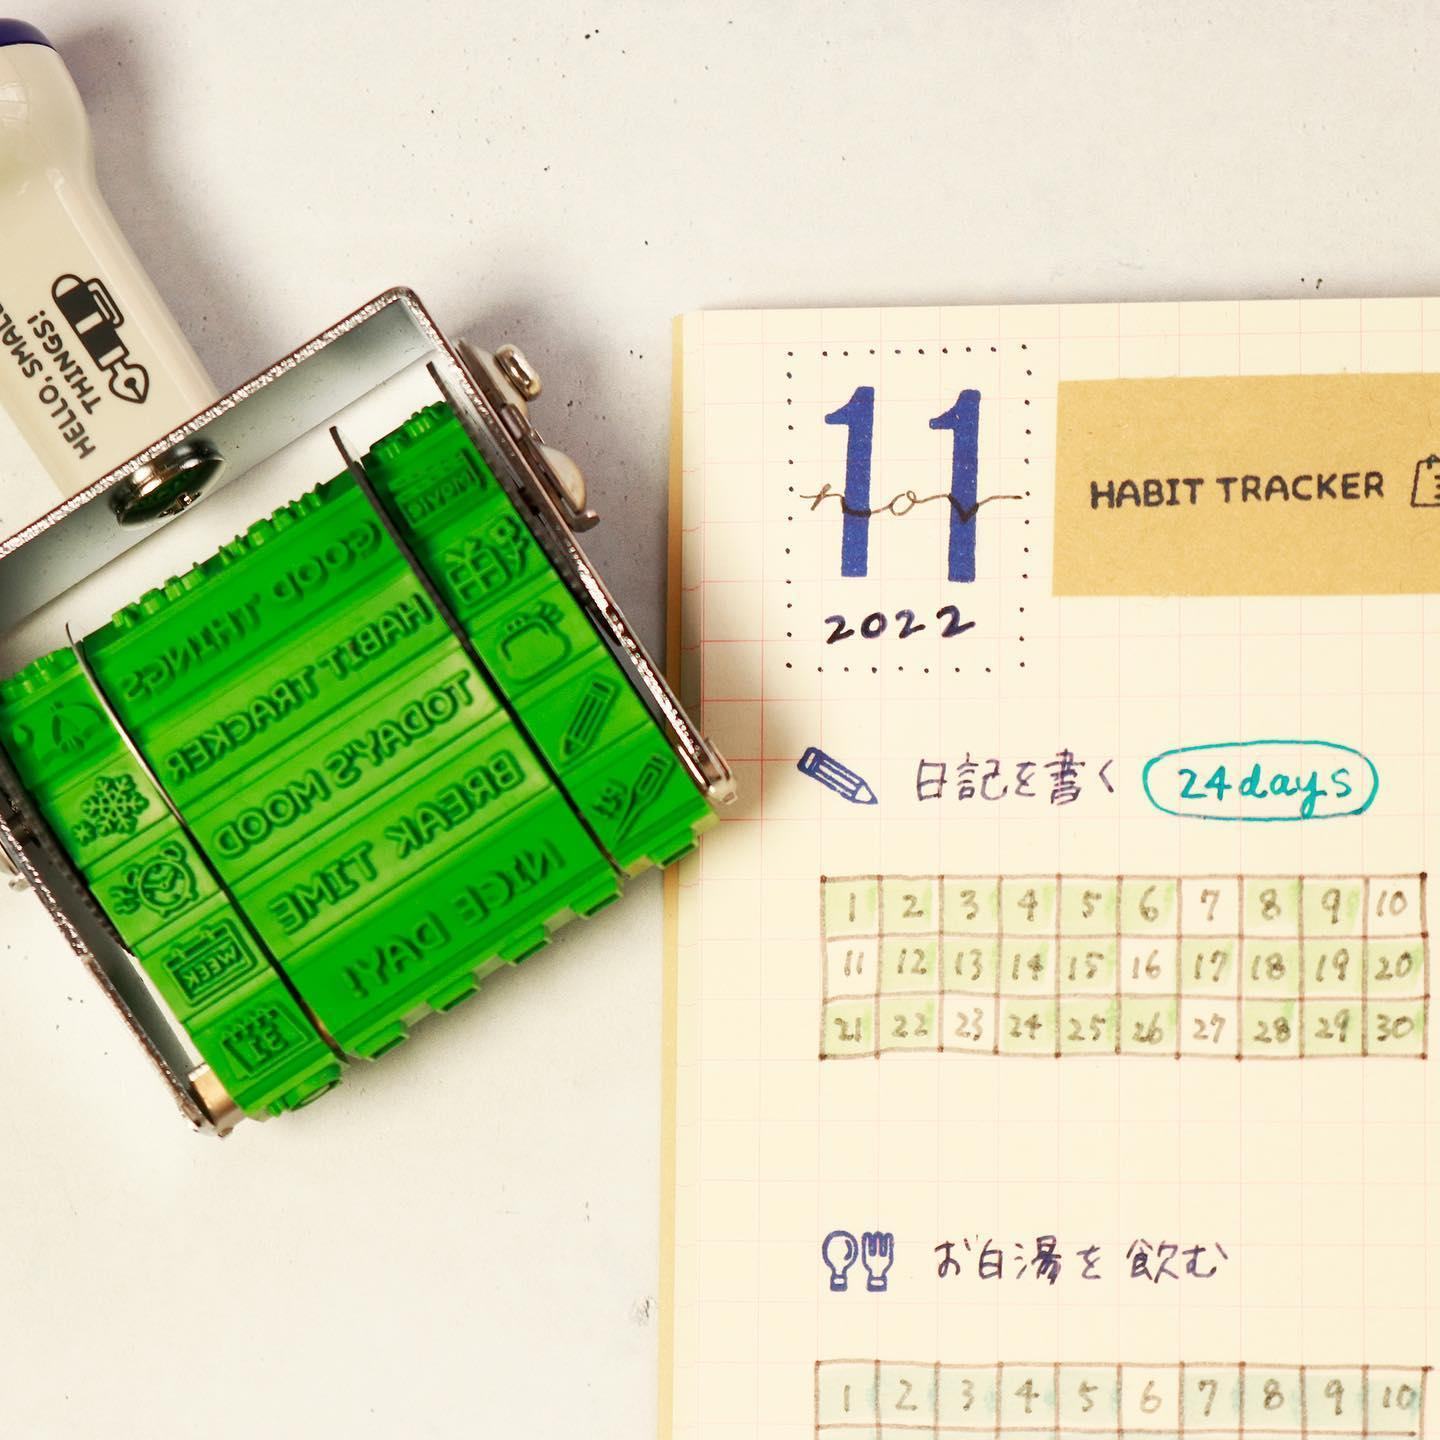 HELLO, SMALL
THINGS!
GOOD THINGS
HABIT TRACKER
TODAY'S MOOD
BREAK TIME
NICE DAY!
MOVIE
WEEK
31
11
nov
2022
HABIT TRACKER
日記を書く 24days
1 2 3 4 5 6 7 8 9 10
11 12 13 14 15 16 17 18 19 20
21 22 23 24 25 26 27 28 29 30
お白湯を飲む
1 2 3 4 5 6 7 8 9 10